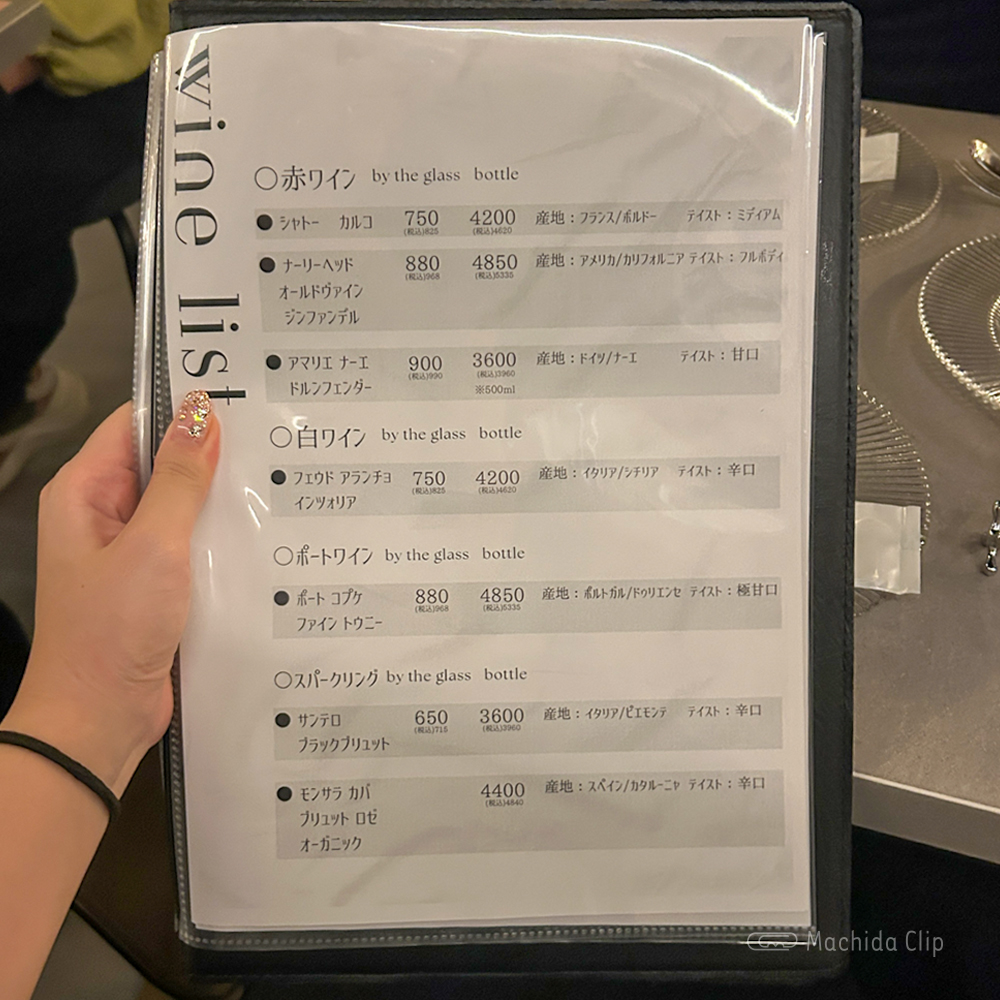 wine list
○赤ワイン by the glass bottle
● シャトー カルコ 750 4200 産地：フランス/ボルドー テイスト：ミディアム
(税込)825 (税込)4620
● ナーリーヘッド 880 4850 産地：アメリカ/カリフォルニア テイスト：フルボディ
(税込)968 (税込)5335
オールドヴァイン
ジンファンデル
● アマリエ ナーエ 900 3600 産地：ドイツ/ナーエ テイスト：甘口
(税込)990 (税込)3960
ドルンフェンダー ※500ml
○白ワイン by the glass bottle
● フェウド アランチョ 750 4200 産地：イタリア/シチリア テイスト：辛口
(税込)825 (税込)4620
インツォリア
○ポートワイン by the glass bottle
● ポート コプケ 880 4850 産地：ポルトガル/ドゥリエンセ テイスト：極甘口
(税込)968 (税込)5335
ファイン トウニー
○スパークリング by the glass bottle
● サンテロ 650 3600 産地：イタリア/ピエモンテ テイスト：辛口
(税込)715 (税込)3960
ブラックブリュット
● モンサラ カバ 4400 産地：スペイン/カタルーニャ テイスト：辛口
(税込)4840
ブリュット ロゼ
オーガニック
Machida Clip